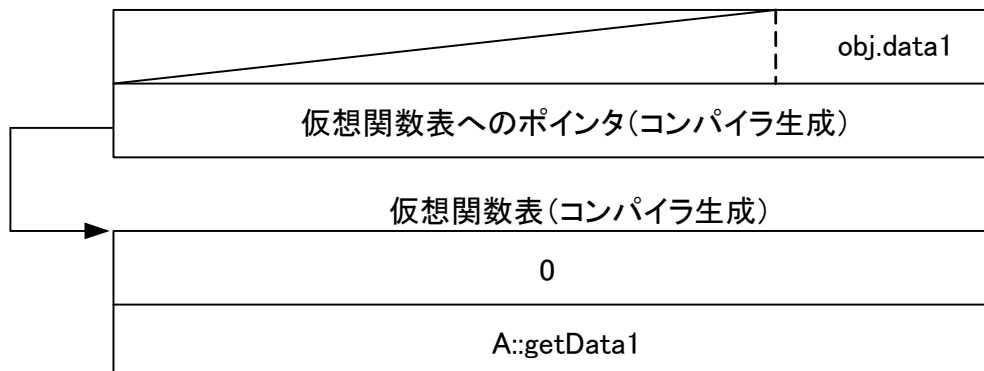 obj.data1
仮想関数表へのポインタ(コンパイラ生成)
仮想関数表(コンパイラ生成)
0
A::getData1